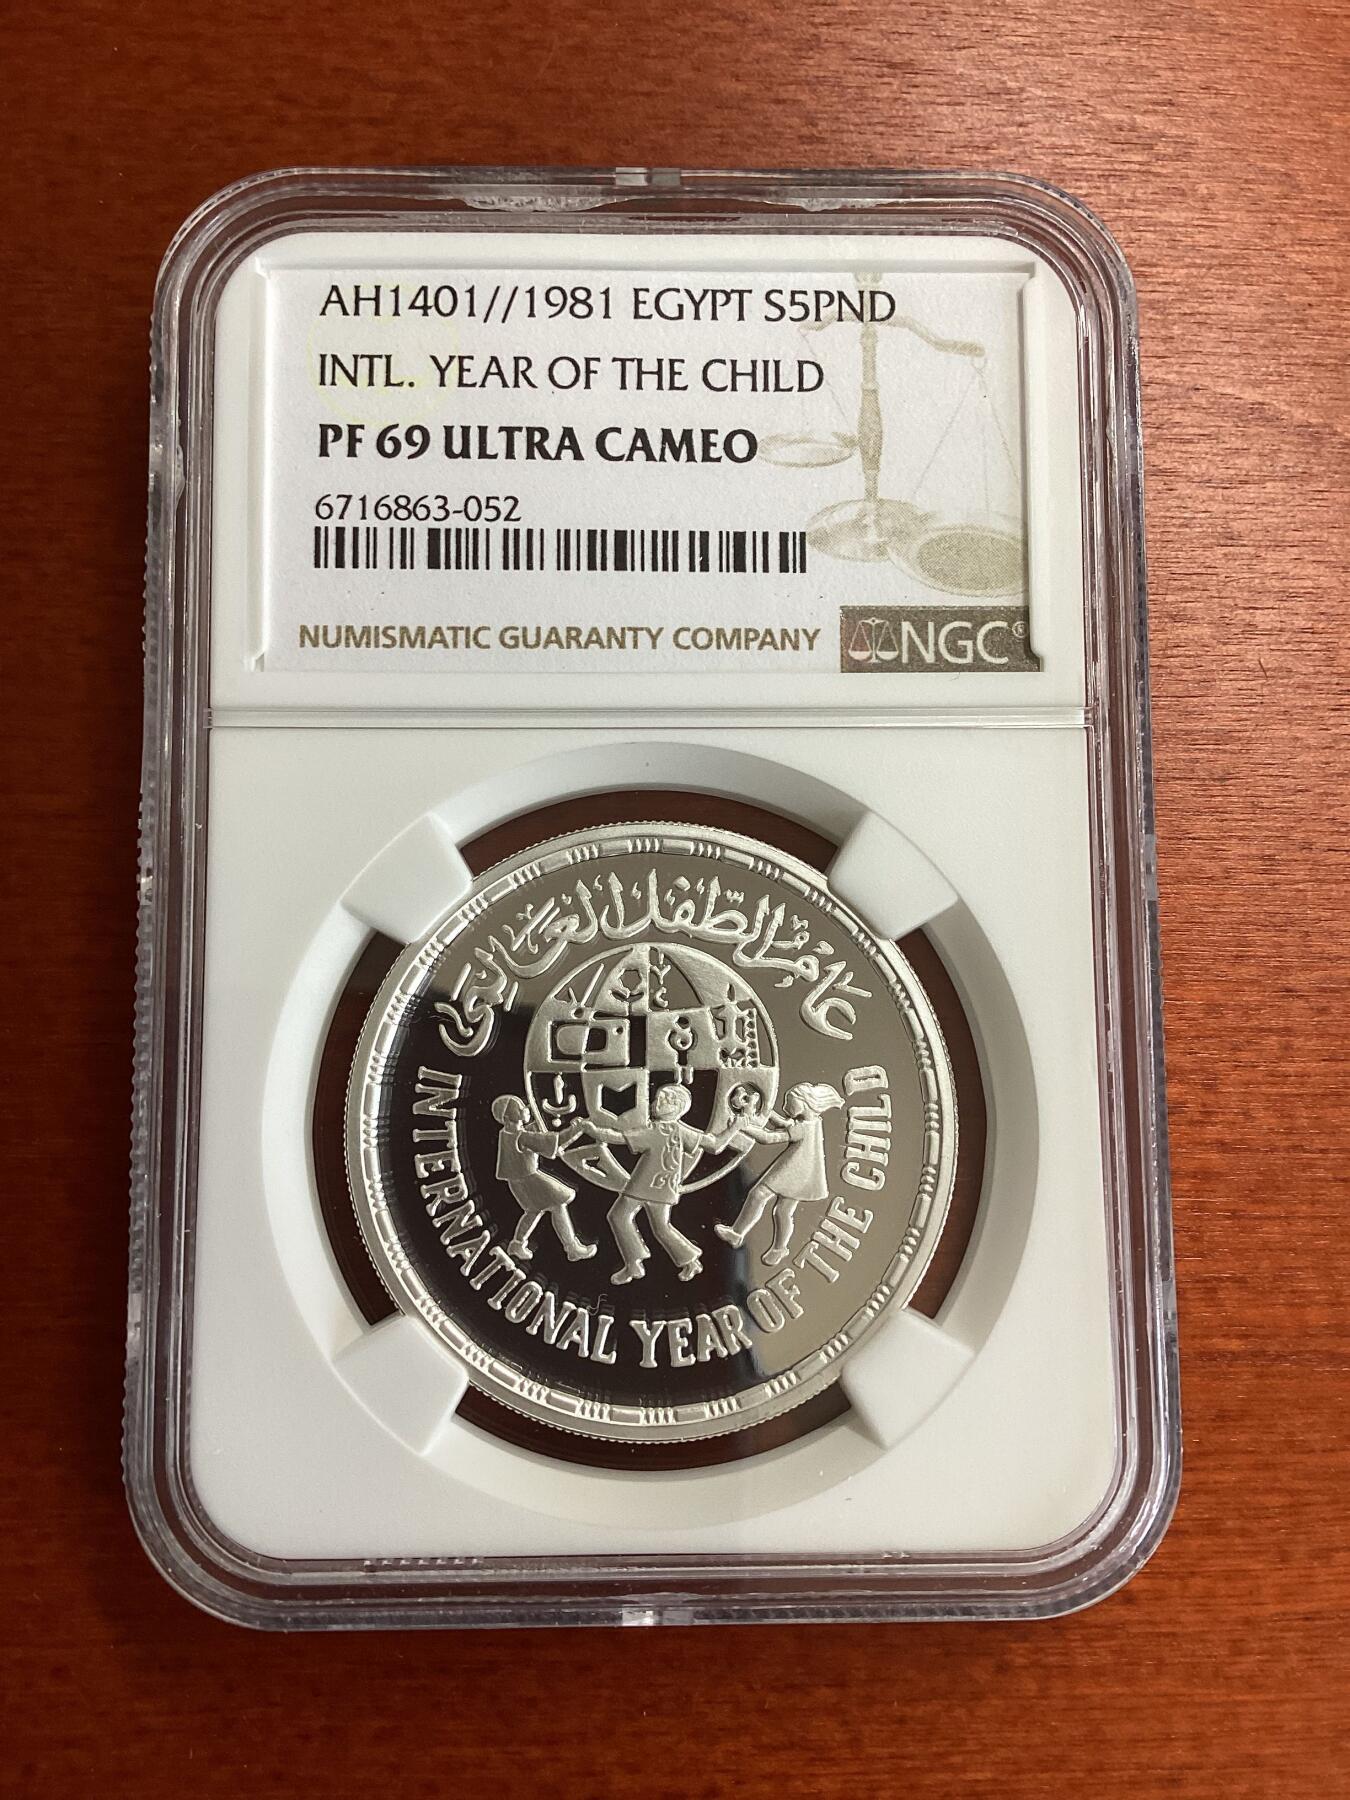 AH1401//1981 EGYPT S5PND
INTL. YEAR OF THE CHILD
PF 69 ULTRA CAMEO
6716863-052
NUMISMATIC GUARANTY COMPANY
NGC®
عام الطفل العالمي
INTERNATIONAL YEAR OF THE CHILD